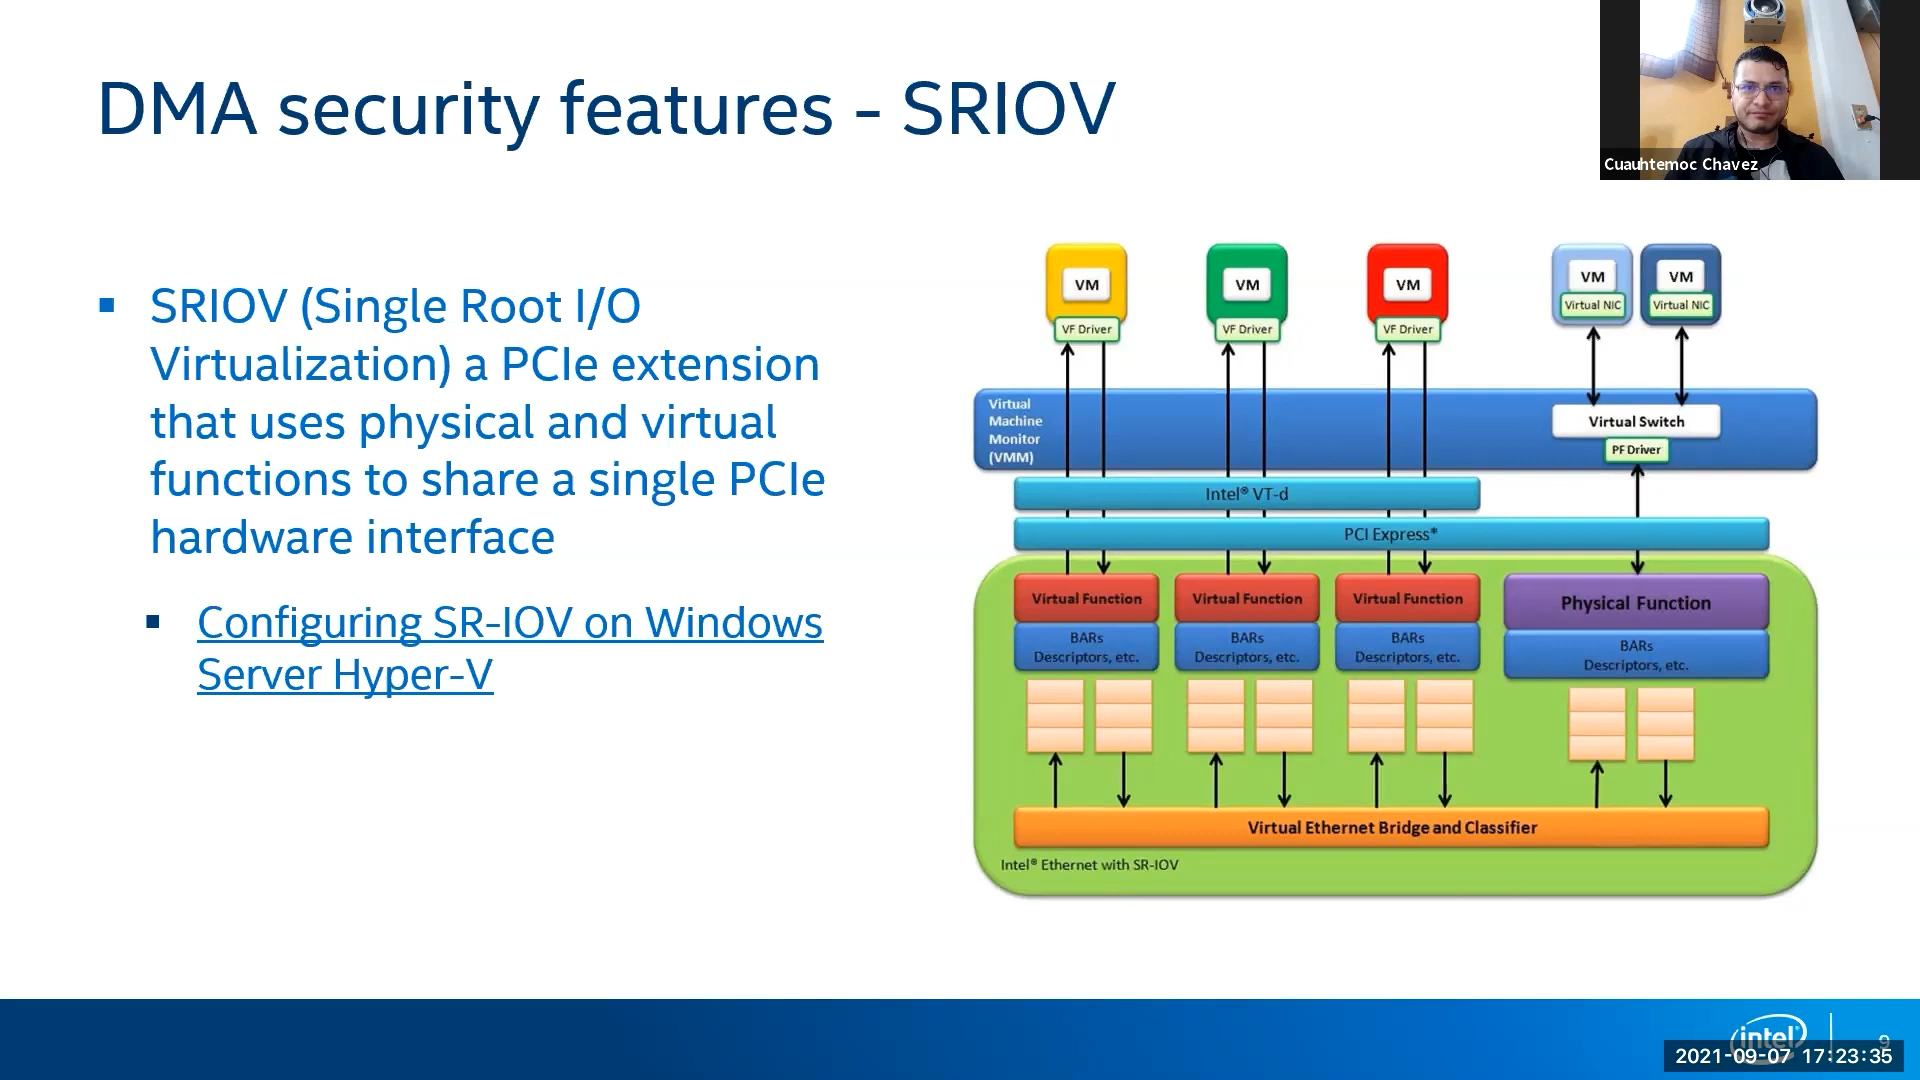 DMA security features - SRIOV
Cuauhtemoc Chavez
▪ SRIOV (Single Root I/O
Virtualization) a PCIe extension
that uses physical and virtual
functions to share a single PCIe
hardware interface
▪ Configuring SR-IOV on Windows
Server Hyper-V
VM
VF Driver
VM
VF Driver
VM
VF Driver
VM
Virtual NIC
VM
Virtual NIC
Virtual
Machine
Monitor
(VMM)
Virtual Switch
PF Driver
Intel® VT-d
PCI Express*
Virtual Function
BARs
Descriptors, etc.
Virtual Function
BARs
Descriptors, etc.
Virtual Function
BARs
Descriptors, etc.
Physical Function
BARs
Descriptors, etc.
Virtual Ethernet Bridge and Classifier
Intel® Ethernet with SR-IOV
intel
9
2021-09-07 17:23:35